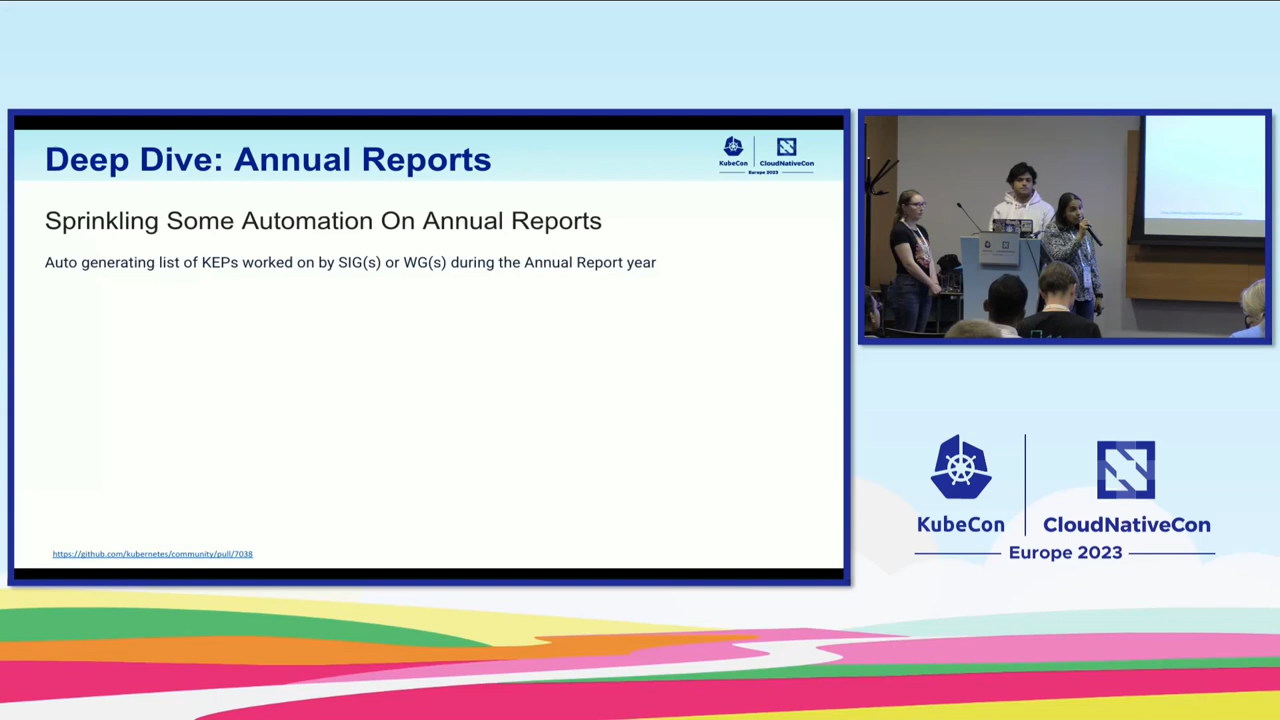 Deep Dive: Annual Reports
KubeCon
CloudNativeCon
Europe 2023
Sprinkling Some Automation On Annual Reports
Auto generating list of KEPs worked on by SIG(s) or WG(s) during the Annual Report year
https://github.com/kubernetes/community/pull/7038
KubeCon
CloudNativeCon
Europe 2023